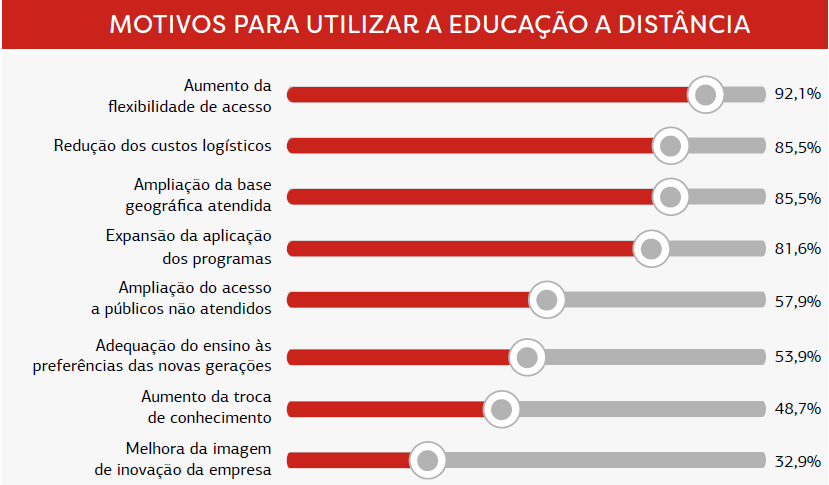 MOTIVOS PARA UTILIZAR A EDUCAÇÃO A DISTÂNCIA
Aumento da
flexibilidade de acesso
92,1%
Redução dos custos logísticos
85,5%
Ampliação da base
geográfica atendida
85,5%
Expansão da aplicação
dos programas
81,6%
Ampliação do acesso
a públicos não atendidos
57,9%
Adequação do ensino às
preferências das novas gerações
53,9%
Aumento da troca
de conhecimento
48,7%
Melhora da imagem
de inovação da empresa
32,9%